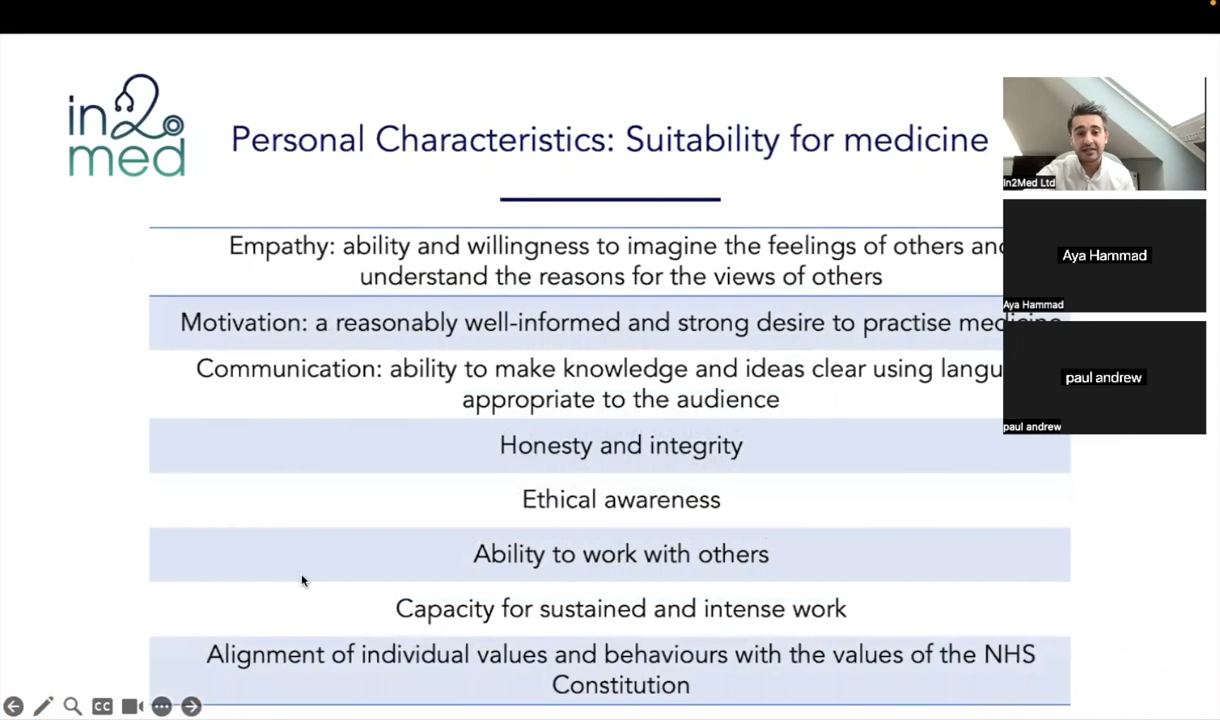 in2
med
Personal Characteristics: Suitability for medicine
Empathy: ability and willingness to imagine the feelings of others and
understand the reasons for the views of others
Motivation: a reasonably well-informed and strong desire to practise medicine
Communication: ability to make knowledge and ideas clear using
appropriate to the audience
Honesty and integrity
Ethical awareness
Ability to work with others
Capacity for sustained and intense work
Alignment of individual values and behaviours with the values of the NHS
Constitution
In2Med Ltd
Aya Hammad
Aya Hammad
paul andrew
paul andrew
CC